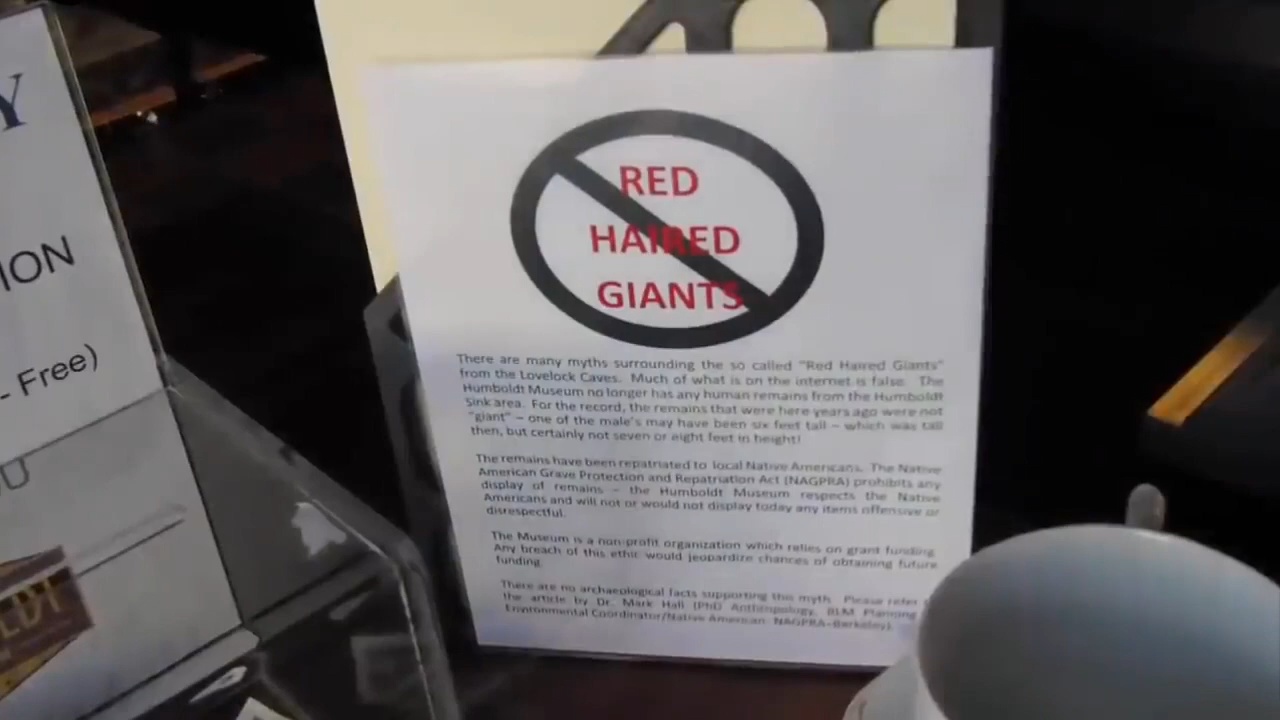 Y
ION
- Free)
RED
HAIRED
GIANTS
There are many myths surrounding the so called "Red Haired Giants"
from the Lovelock Caves. Much of what is on the internet is false. The
Humboldt Museum no longer has any human remains from the Humboldt
Sink area. For the record, the remains that were here years ago were not
"giant" – one of the male's may have been six feet tall – which was tall
then, but certainly not seven or eight feet in height!
The remains have been repatriated to local Native Americans. The Native
American Grave Protection and Repatriation Act (NAGPRA) prohibits any
display of remains – the Humboldt Museum respects the Native
Americans and will not or would not display today any items offensive or
disrespectful.
The Museum is a non-profit organization which relies on grant funding.
Any breach of this ethic would jeopardize chances of obtaining future
funding.
There are no archaeological facts supporting this myth. Please refer
the article by Dr. Mark Hall (PhD Anthropology, BLM Planning
Environmental Coordinator/Native American NAGPRA-Berkeley).